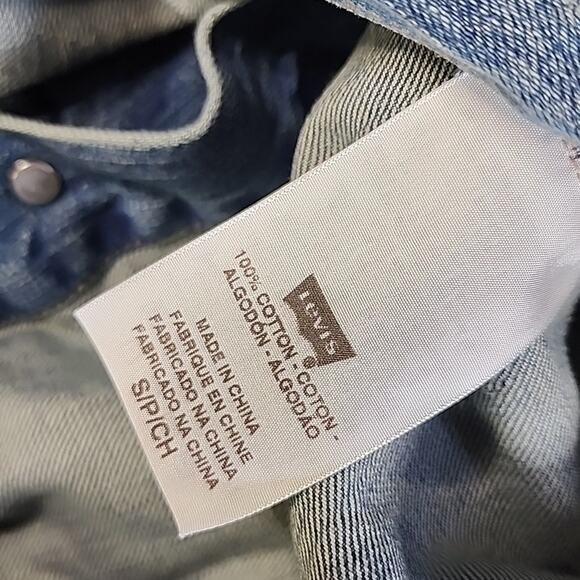 Levi's
®
100% COTTON - COTON -
ALGODÓN - ALGODÃO
MADE IN CHINA
FABRIQUE EN CHINE
FABRICADO NA CHINA
FABRICADO NA CHINA
S/P/CH